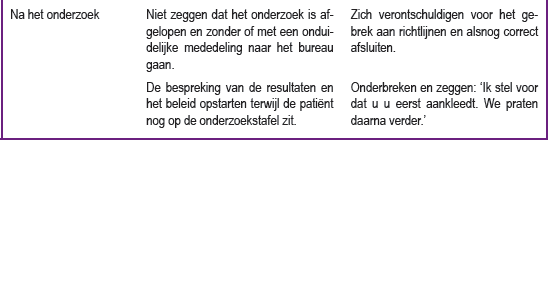 Na het onderzoek
Niet zeggen dat het onderzoek is af-
gelopen en zonder of met een ondui-
delijke mededeling naar het bureau
gaan.
Zich verontschuldigen voor het ge-
brek aan richtlijnen en alsnog correct
afsluiten.
De bespreking van de resultaten en
het beleid opstarten terwijl de patiënt
nog op de onderzoekstafel zit.
Onderbreken en zeggen: ‘Ik stel voor
dat u u eerst aankleedt. We praten
daarna verder.’